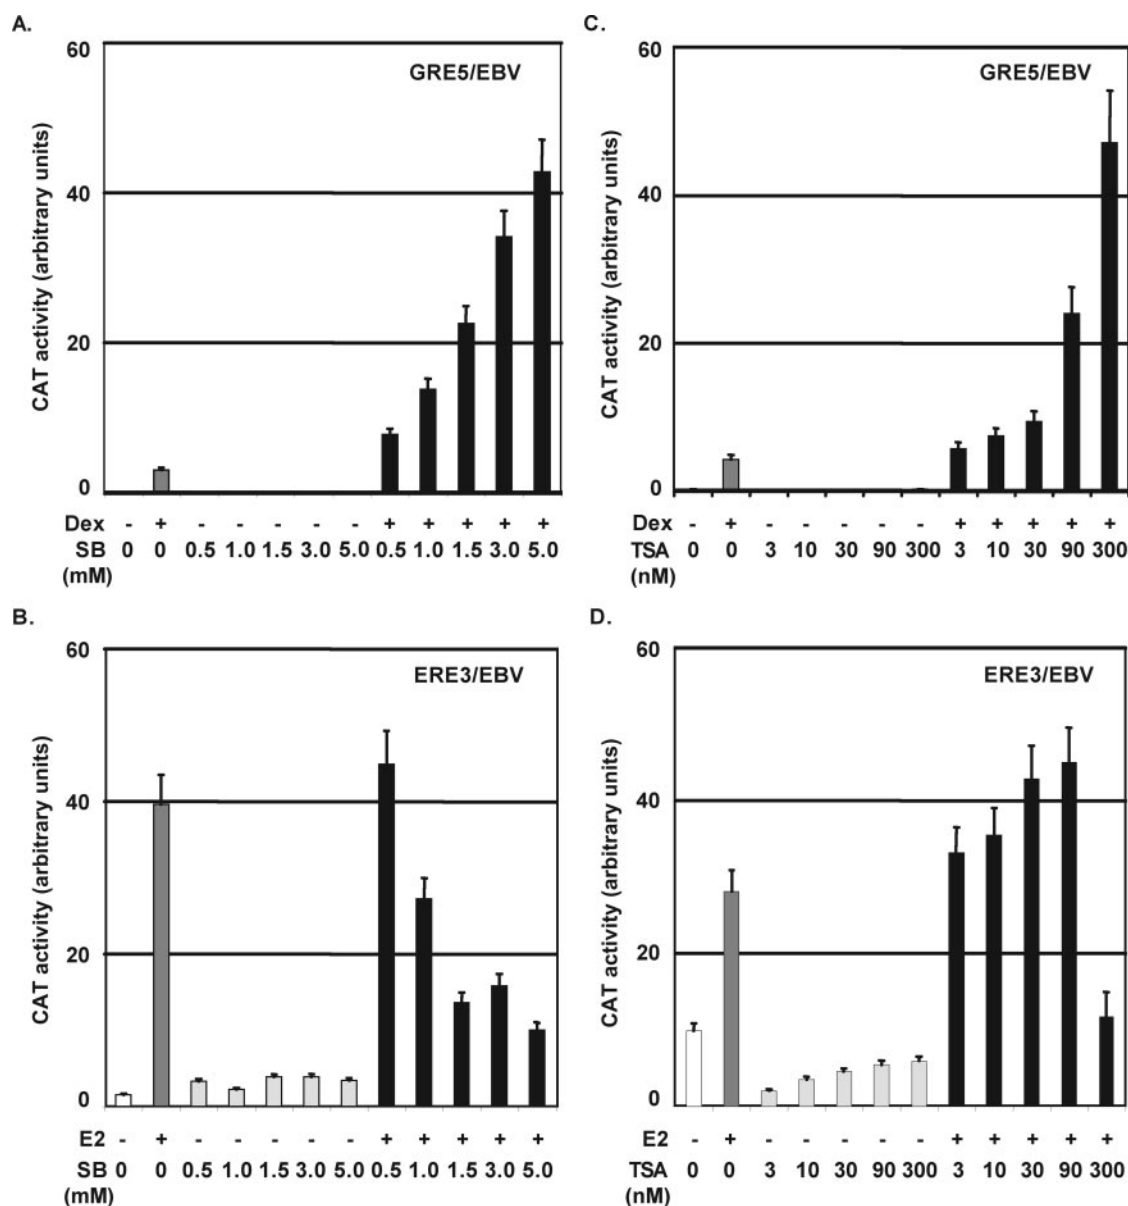 A.
60
GRE5/EBV
40
20
0
CAT activity (arbitrary units)
Dex - + - - - - - + + + + +
SB 0 0 0.5 1.0 1.5 3.0 5.0 0.5 1.0 1.5 3.0 5.0
(mM)
C.
60
GRE5/EBV
40
20
0
CAT activity (arbitrary units)
Dex - + - - - - - + + + + +
TSA 0 0 3 10 30 90 300 3 10 30 90 300
(nM)
B.
60
ERE3/EBV
40
20
0
CAT activity (arbitrary units)
E2 - + - - - - - + + + + +
SB 0 0 0.5 1.0 1.5 3.0 5.0 0.5 1.0 1.5 3.0 5.0
(mM)
D.
60
ERE3/EBV
40
20
0
CAT activity (arbitrary units)
E2 - + - - - - - + + + + +
TSA 0 0 3 10 30 90 300 3 10 30 90 300
(nM)